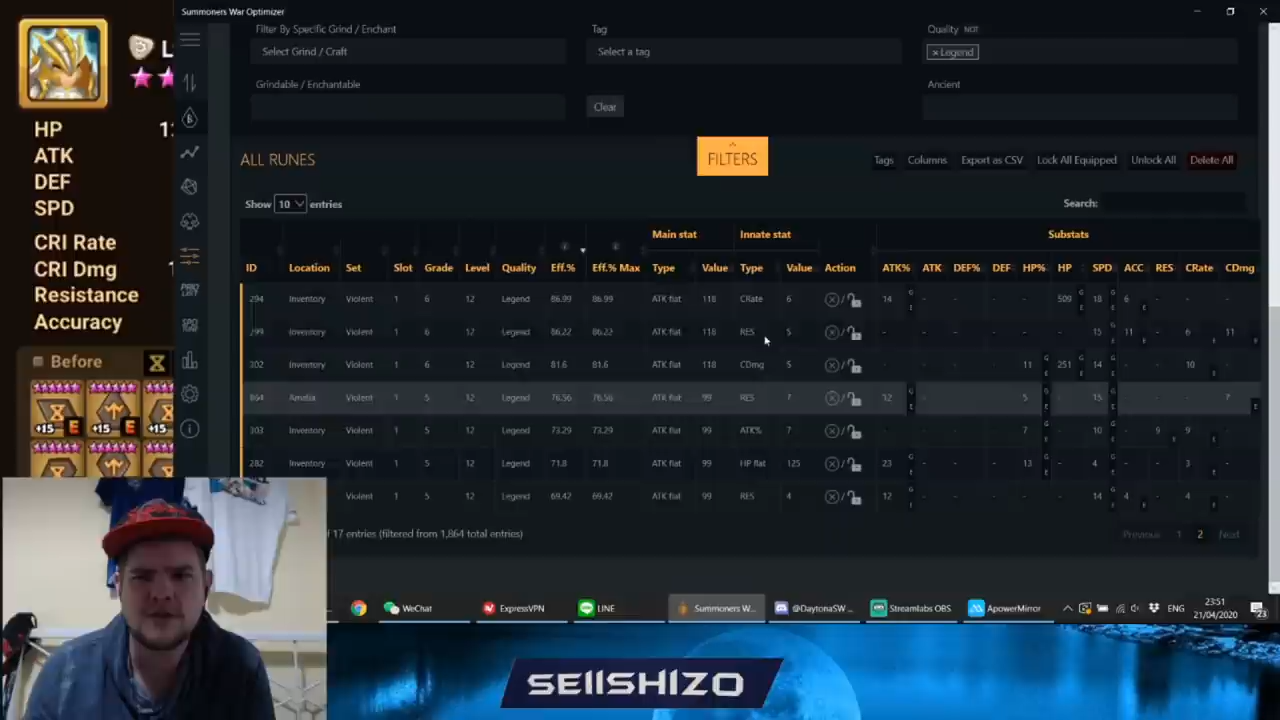 Summoners War Optimizer
Filter By Specific Grind / Enchant Tag Quality NOT
Select Grind / Craft Select a tag × Legend
Grindable / Enchantable Ancient
Clear
L
HP 1
ATK
DEF
SPD
CRI Rate
CRI Dmg 1
Resistance
Accuracy
Before
+15 E +15 E +15
ALL RUNES FILTERS Tags Columns Export as CSV Lock All Equipped Unlock All Delete All
Show 10 entries Search:
Main stat Innate stat Substats
ID Location Set Slot Grade Level Quality Eff.% Eff.% Max Type Value Type Value Action ATK% ATK DEF% DEF HP% HP SPD ACC RES CRate CDmg
294 Inventory Violent 1 6 12 Legend 86.99 86.99 ATK flat 118 CRate 6 14 - - - - 509 18 6 - - -
299 Inventory Violent 1 6 12 Legend 86.22 86.22 ATK flat 118 RES 5 - - - - - - 15 11 - 6 11
302 Inventory Violent 1 6 12 Legend 81.6 81.6 ATK flat 118 CDmg 5 - - - - 11 251 14 - - 10 -
864 Amelia Violent 1 5 12 Legend 76.56 76.56 ATK flat 99 RES 7 12 - - - 5 - 15 - - - 7
303 Inventory Violent 1 5 12 Legend 73.29 73.29 ATK flat 99 ATK% 7 - - - - 7 - 10 - 9 9 -
282 Inventory Violent 1 5 12 Legend 71.8 71.8 ATK flat 99 HP flat 125 23 - - - 13 - 4 - - 3 -
Violent 1 5 12 Legend 69.42 69.42 ATK flat 99 RES 4 12 - - - - - 14 4 - 4 -
f 17 entries (filtered from 1,864 total entries) Previous 1 2 Next
WeChat ExpressVPN LINE Summoners W... @DaytonaSW ... Streamlabs OBS ApowerMirror ENG 23:51
21/04/2020 23
SEIISHIZO